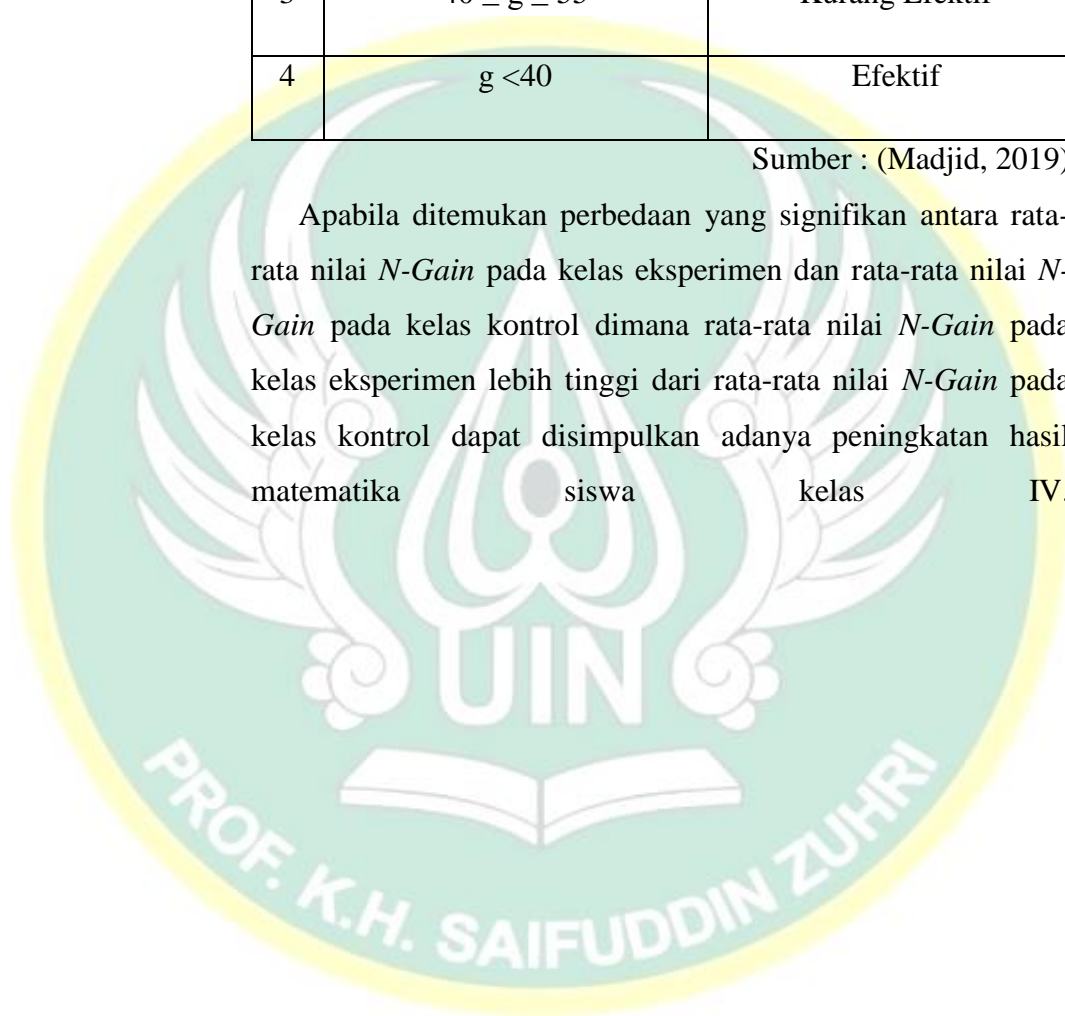 4 g <40 Efektif
Sumber : (Madjid, 2019)
Apabila ditemukan perbedaan yang signifikan antara rata-
rata nilai N-Gain pada kelas eksperimen dan rata-rata nilai N-
Gain pada kelas kontrol dimana rata-rata nilai N-Gain pada
kelas eksperimen lebih tinggi dari rata-rata nilai N-Gain pada
kelas kontrol dapat disimpulkan adanya peningkatan hasil
matematika siswa kelas IV.
UIN
PROF. K.H. SAIFUDDIN ZUHRI